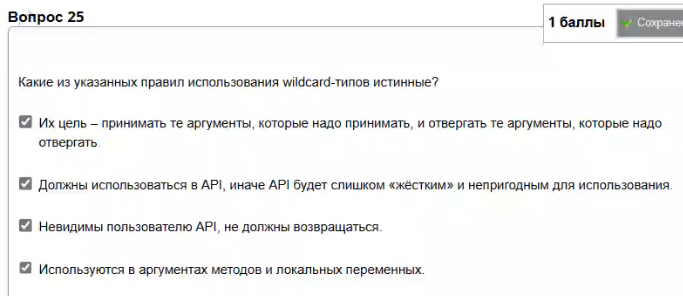 Вопрос 25
1 баллы
Какие из указанных правил использования wildcard-типов истинные?
Их цель – принимать те аргументы, которые надо принимать, и отвергать те аргументы, которые надо
отвергать.
Должны использоваться в API, иначе API будет слишком «жёстким» и непригодным для использования.
Невидимы пользователю API, не должны возвращаться.
Используются в аргументах методов и локальных переменных.